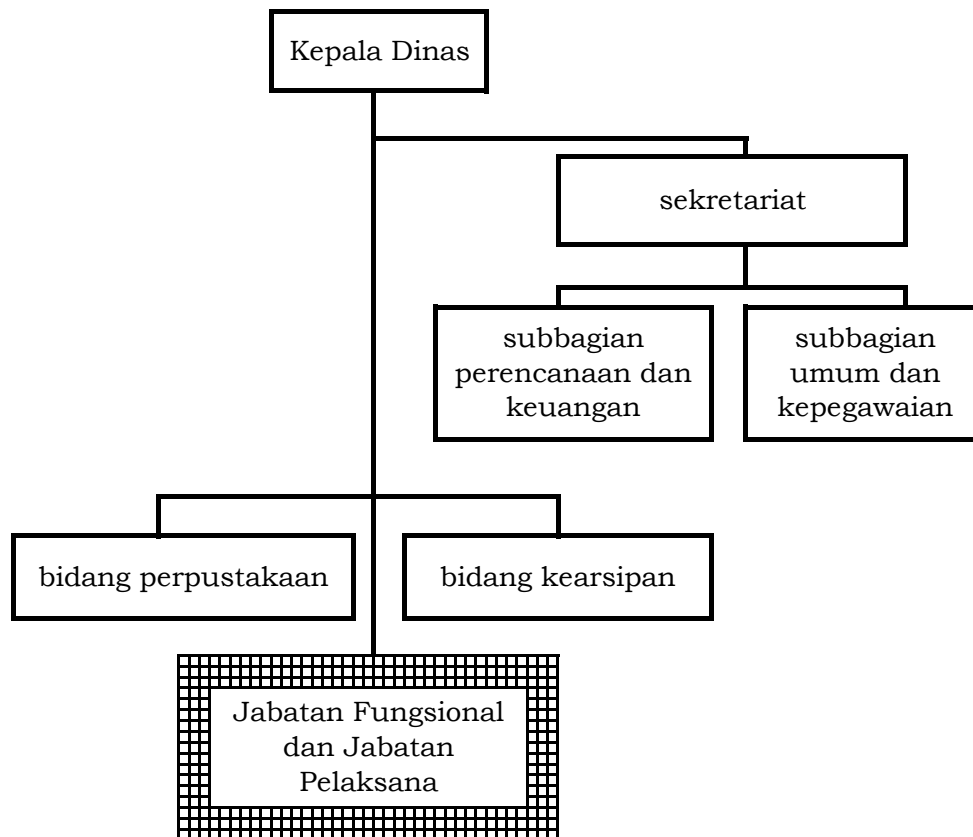 Kepala Dinas
sekretariat
subbagian
perencanaan dan
keuangan
subbagian
umum dan
kepegawaian
bidang perpustakaan
bidang kearsipan
Jabatan Fungsional
dan Jabatan
Pelaksana